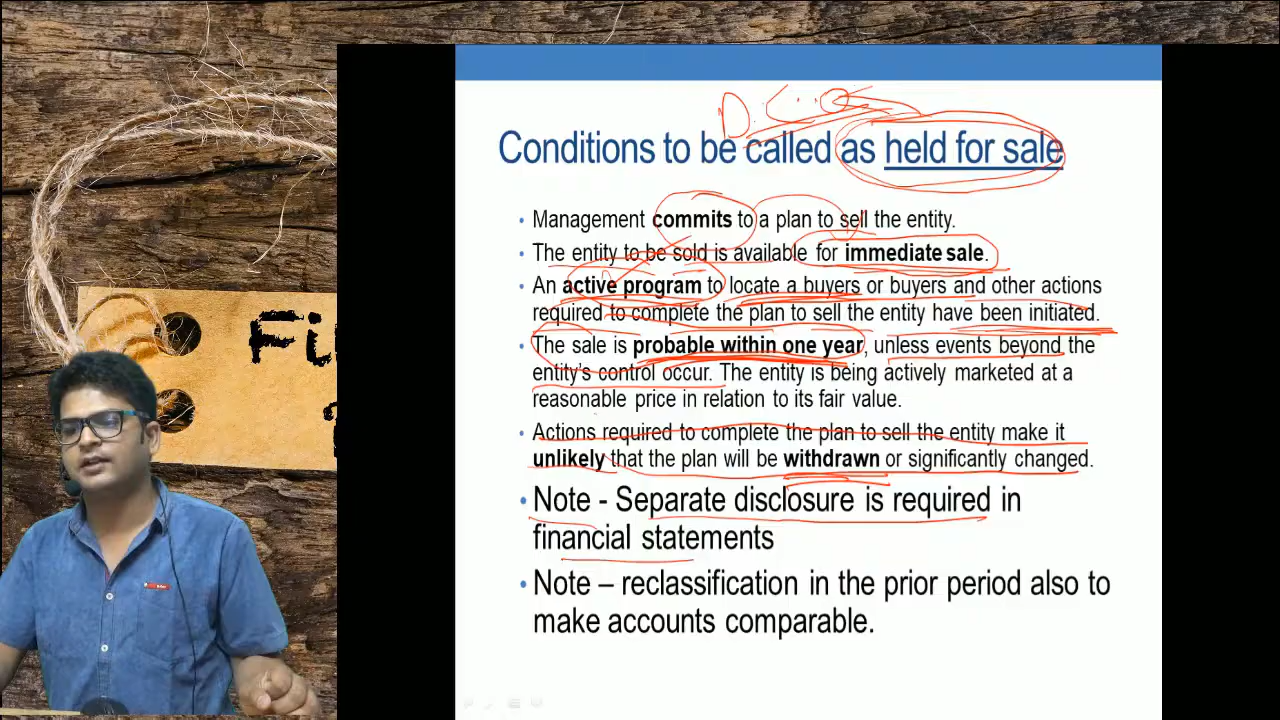 D.C.O
Conditions to be called as held for sale
• Management commits to a plan to sell the entity.
• The entity to be sold is available for immediate sale.
• An active program to locate a buyers or buyers and other actions
required to complete the plan to sell the entity have been initiated.
• The sale is probable within one year, unless events beyond the
entity's control occur. The entity is being actively marketed at a
reasonable price in relation to its fair value.
• Actions required to complete the plan to sell the entity make it
unlikely that the plan will be withdrawn or significantly changed.
• Note - Separate disclosure is required in
financial statements
• Note – reclassification in the prior period also to
make accounts comparable.
Fi